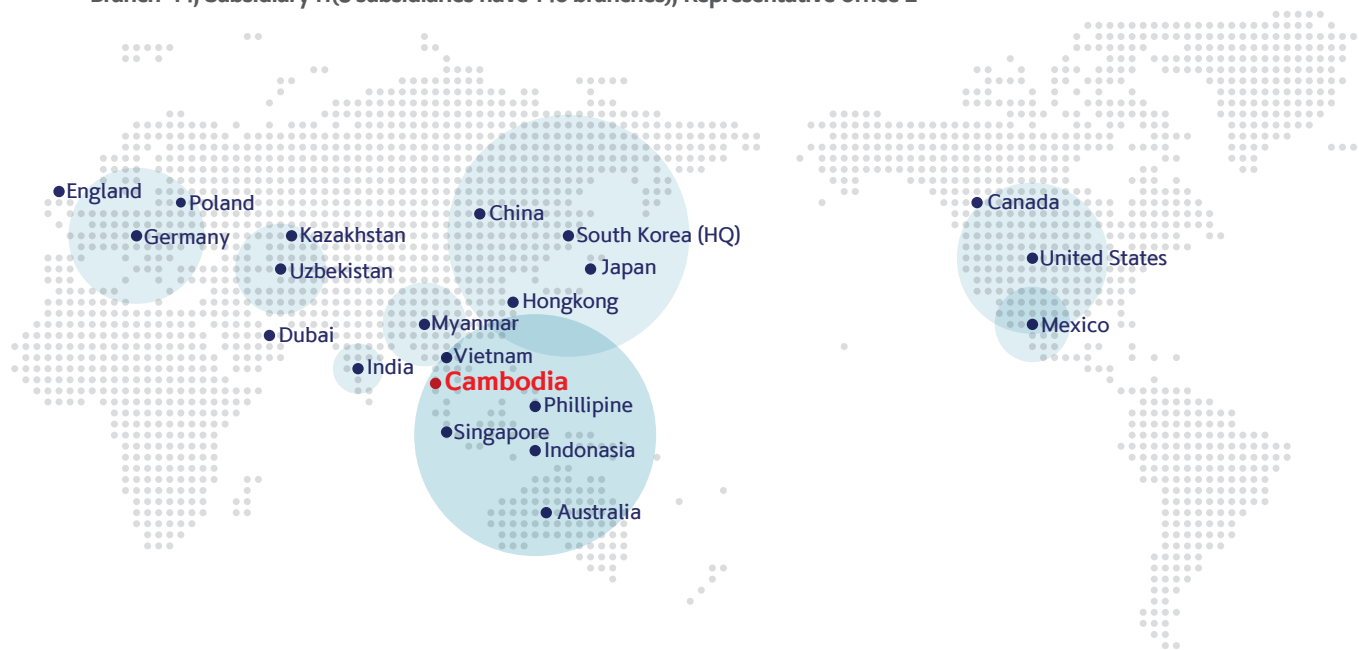 England
Poland
Germany
Kazakhstan
Uzbekistan
Dubai
India
China
South Korea (HQ)
Japan
Hongkong
Myanmar
Vietnam
Cambodia
Phillipine
Singapore
Indonasia
Australia
Canada
United States
Mexico